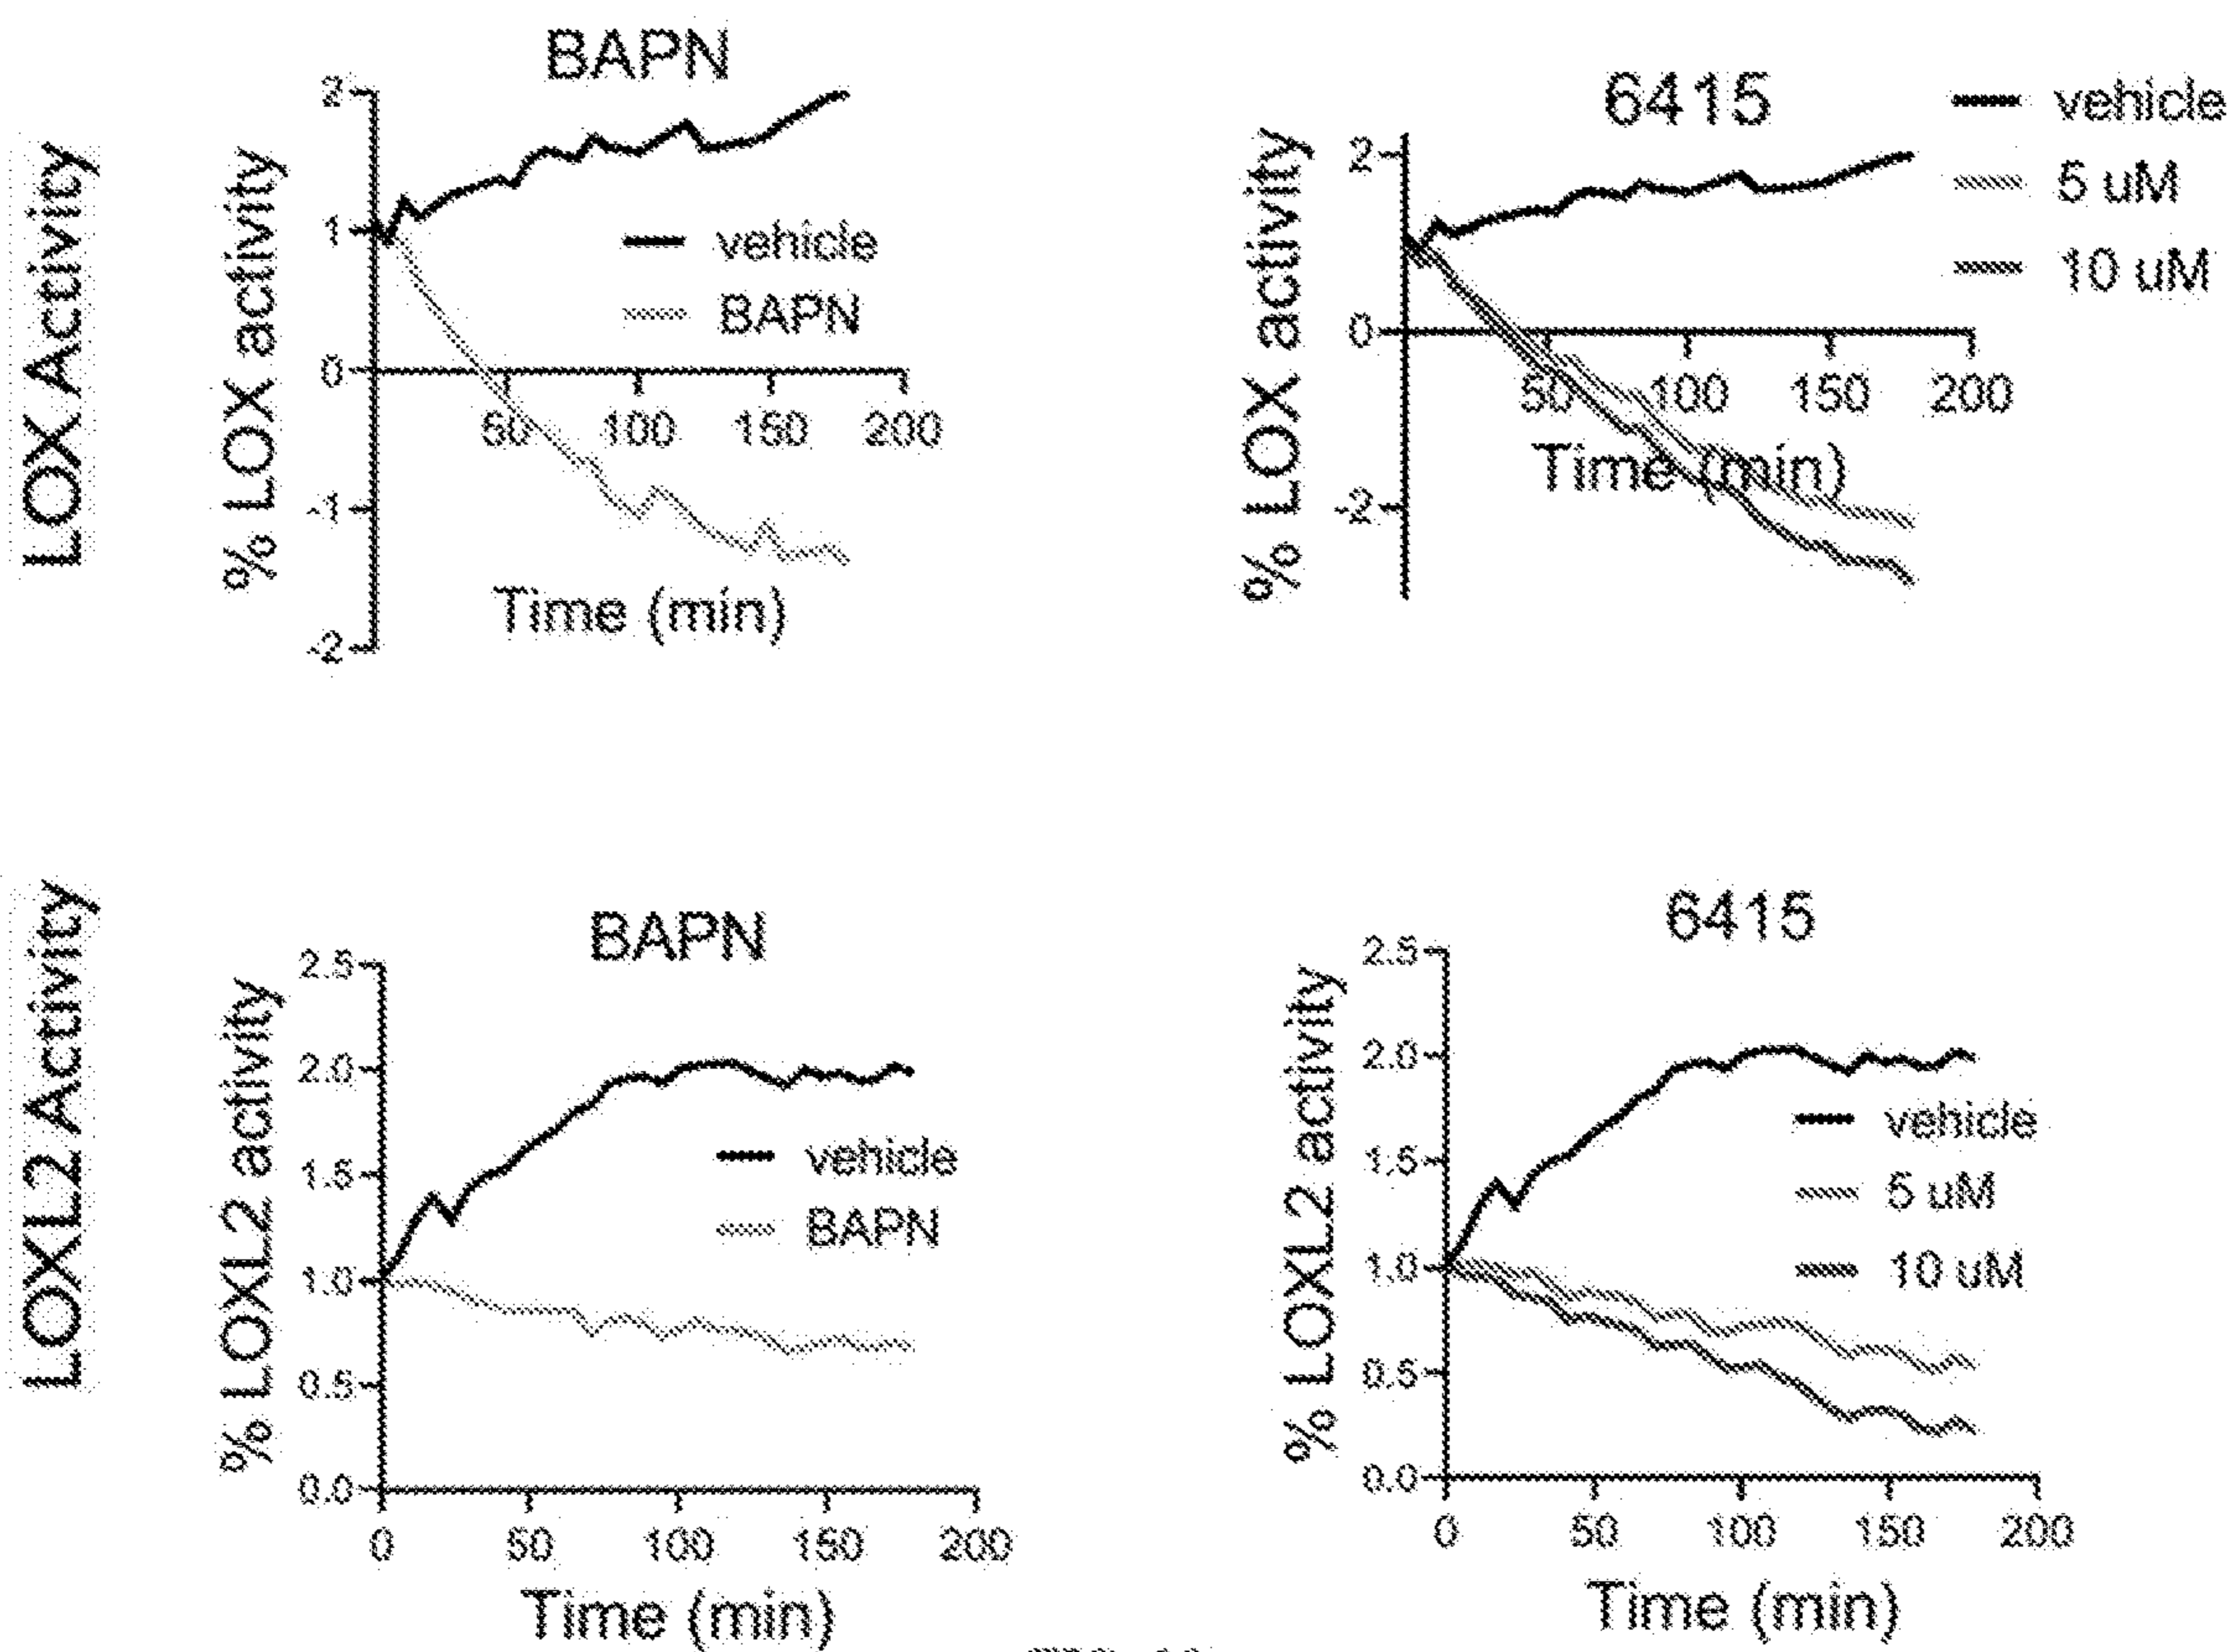 LOX Activity
BAPN
% LOX activity
2
1
0
-1
-2
50
100
150
200
Time (min)
vehicle
BAPN
6415
% LOX activity
2
0
-2
50
100
150
200
Time (min)
vehicle
5 uM
10 uM
LOXL2 Activity
BAPN
% LOXL2 activity
2.5
2.0
1.5
1.0
0.5
0.0
0
50
100
150
200
Time (min)
vehicle
BAPN
6415
% LOXL2 activity
2.5
2.0
1.5
1.0
0.5
0.0
0
50
100
150
200
Time (min)
vehicle
5 uM
10 uM